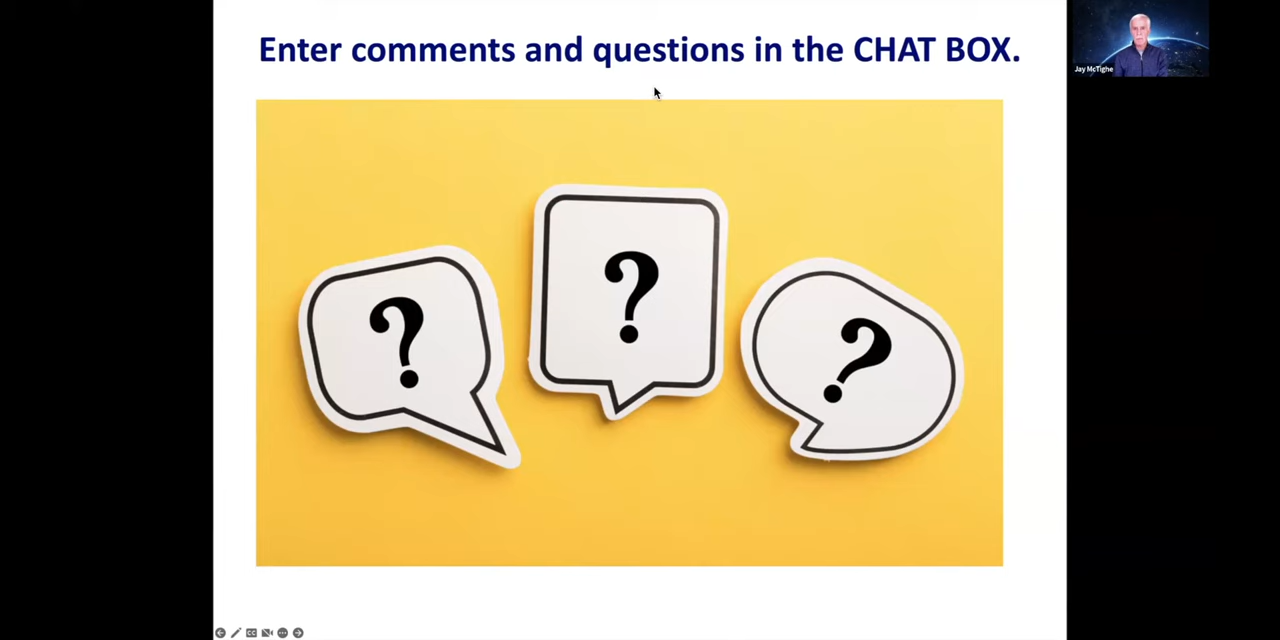 Enter comments and questions in the CHAT BOX.
Jay McTighe
?
?
?